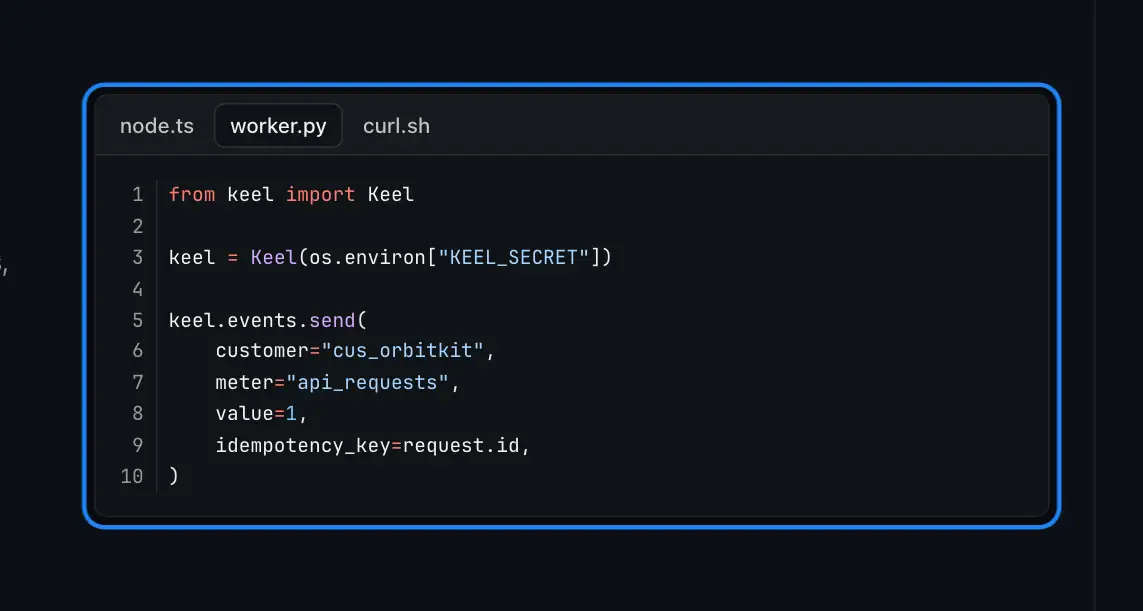 node.ts worker.py curl.sh
1 from keel import Keel
2
3 keel = Keel(os.environ["KEEL_SECRET"])
4
5 keel.events.send(
6     customer="cus_orbitkit",
7     meter="api_requests",
8     value=1,
9     idempotency_key=request.id,
10 )